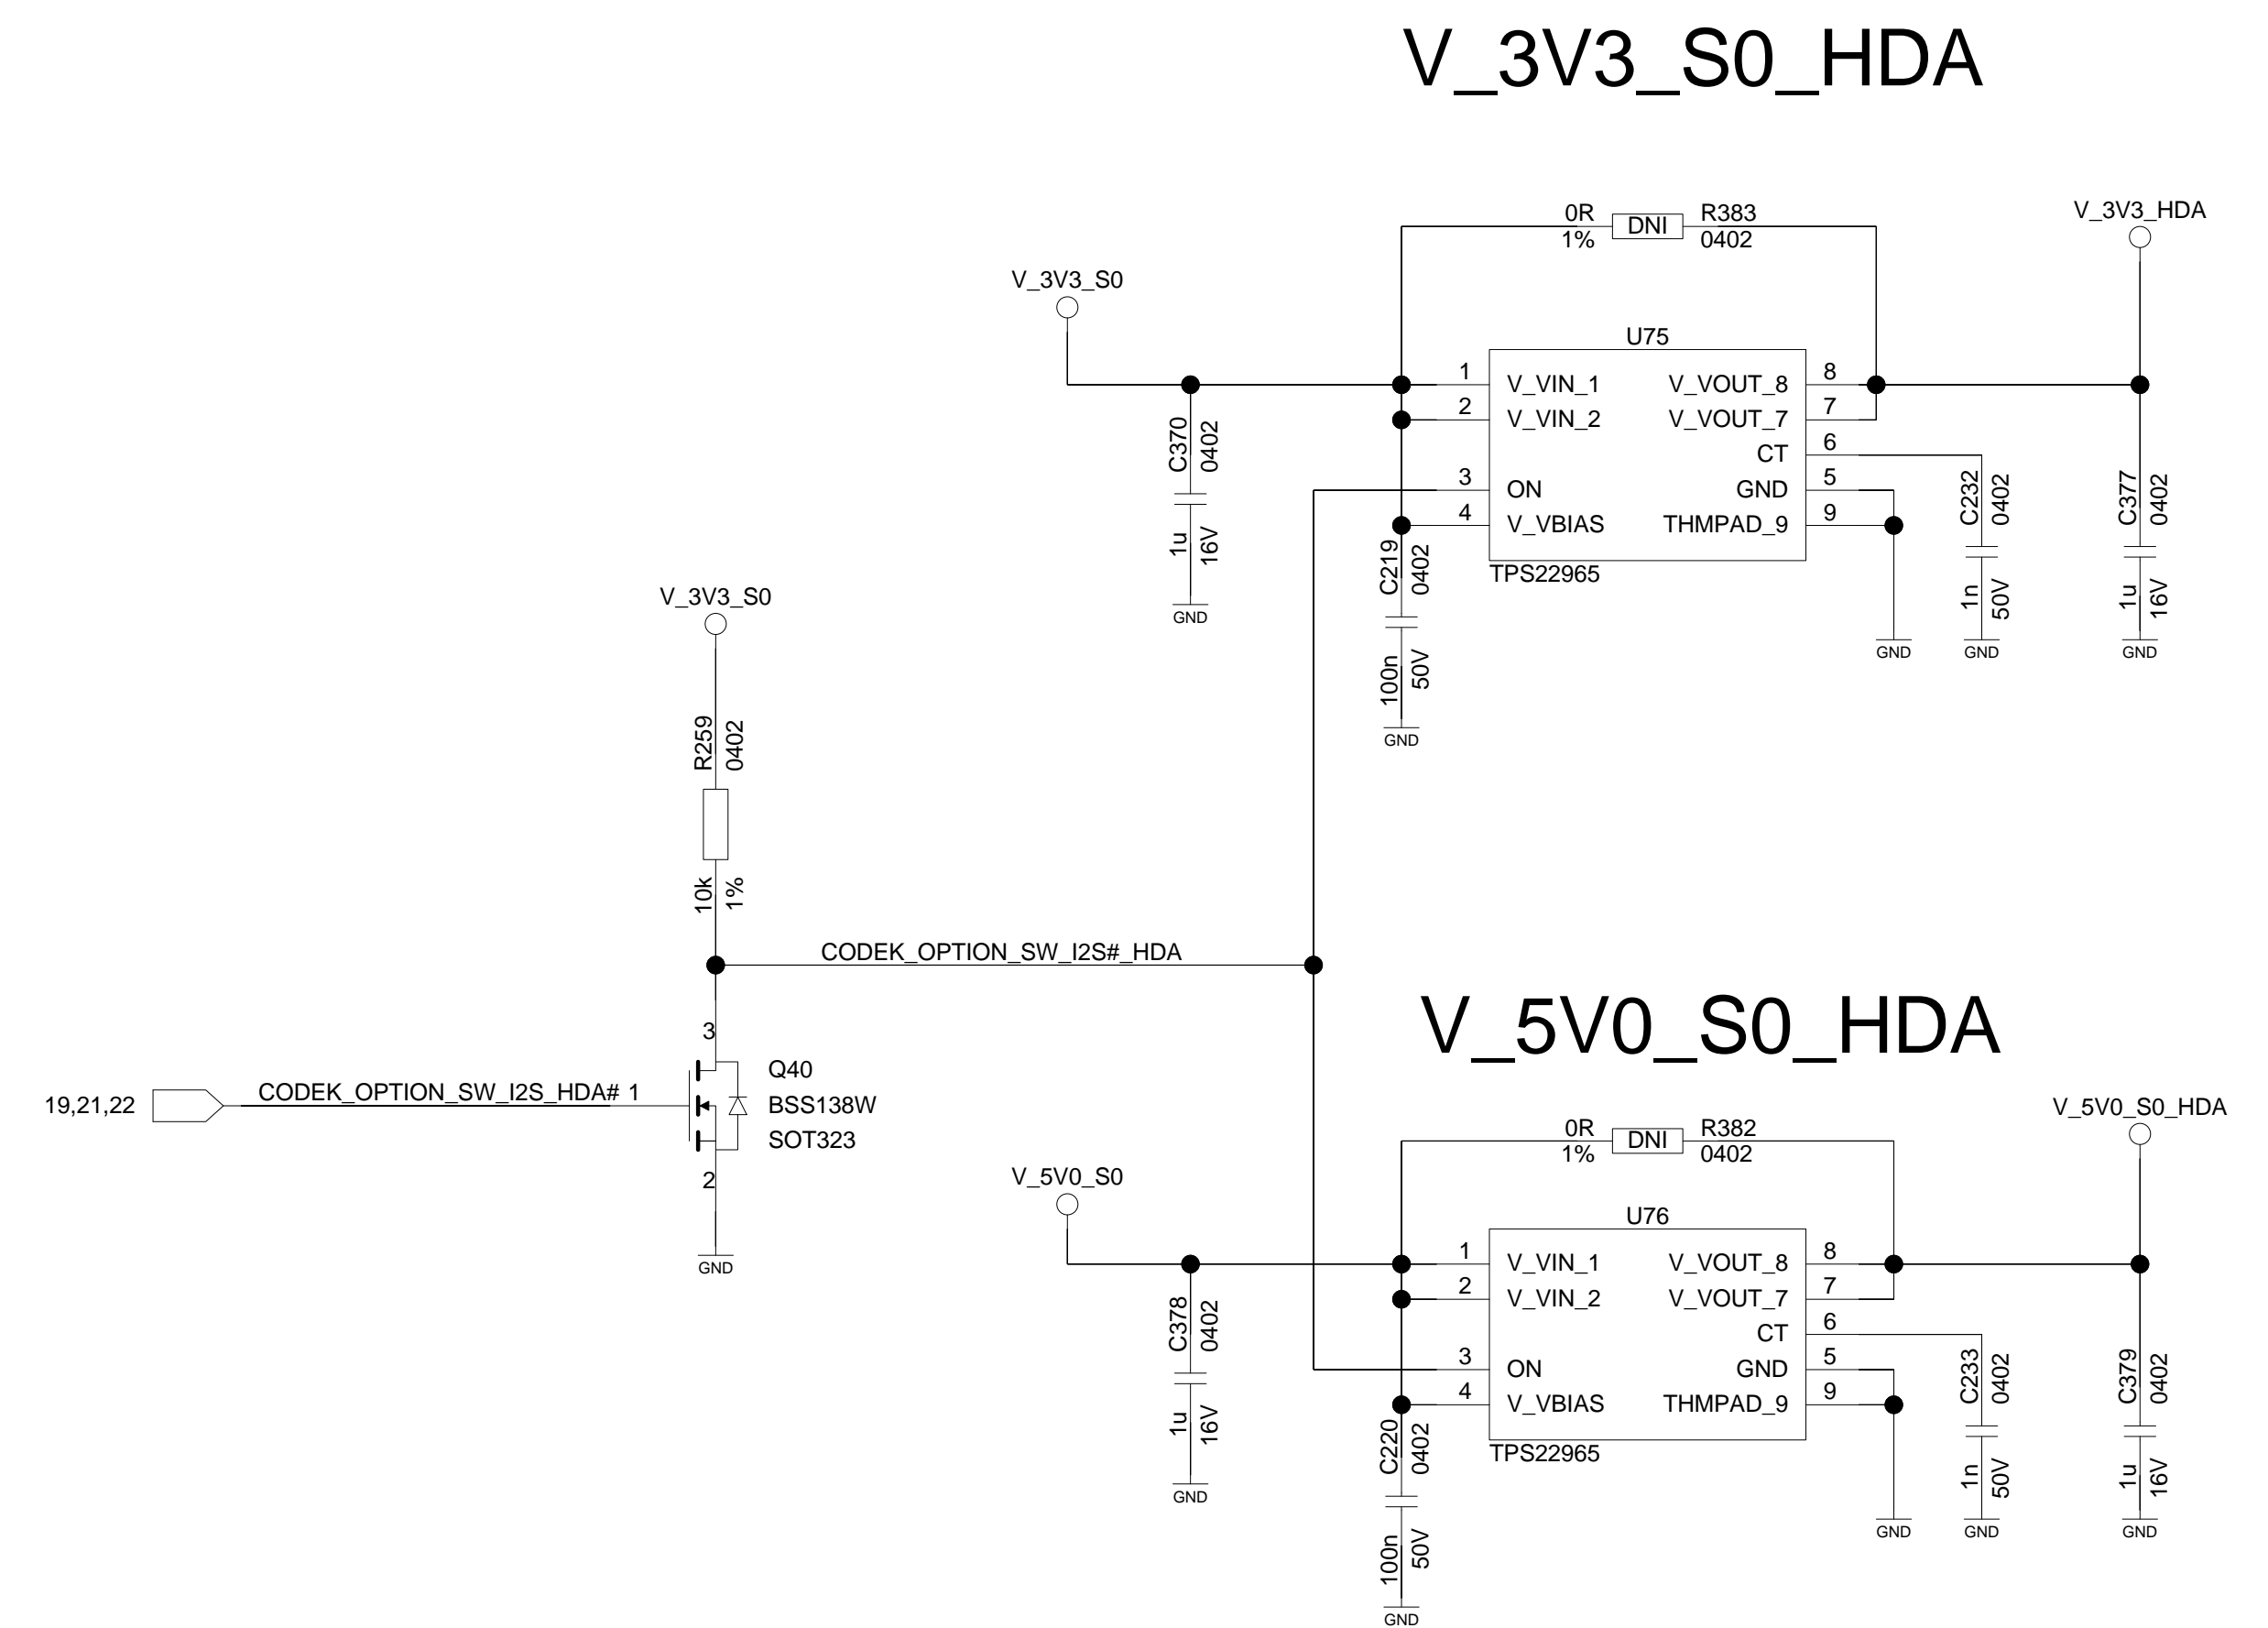 V_3V3_S0_HDA
0R DNI R383
1% 0402
V_3V3_HDA
V_3V3_S0
U75
1 V_VIN_1 V_VOUT_8 8
2 V_VIN_2 V_VOUT_7 7
CT 6
3 ON GND 5
4 V_VBIAS THMPAD_9 9
TPS22965
C370 0402
1u 16V
GND
C219 0402
100n 50V
GND
GND
C232 0402
1n 50V
GND
C377 0402
1u 16V
GND
V_3V3_S0
R259 0402
10k 1%
CODEK_OPTION_SW_I2S#_HDA
3
Q40
19,21,22 CODEK_OPTION_SW_I2S_HDA# 1 BSS138W
SOT323
2
GND
V_5V0_S0_HDA
0R DNI R382
1% 0402
V_5V0_S0_HDA
V_5V0_S0
U76
1 V_VIN_1 V_VOUT_8 8
2 V_VIN_2 V_VOUT_7 7
CT 6
3 ON GND 5
4 V_VBIAS THMPAD_9 9
TPS22965
C378 0402
1u 16V
GND
C220 0402
100n 50V
GND
GND
C233 0402
1n 50V
GND
C379 0402
1u 16V
GND